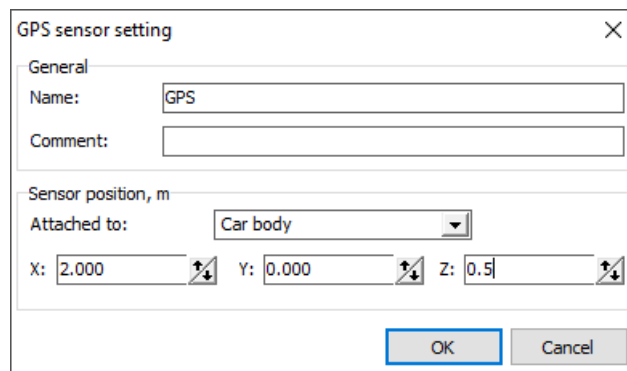 GPS sensor setting
General
Name: GPS
Comment:
Sensor position, m
Attached to: Car body
X: 2.000 Y: 0.000 Z: 0.5
OK Cancel